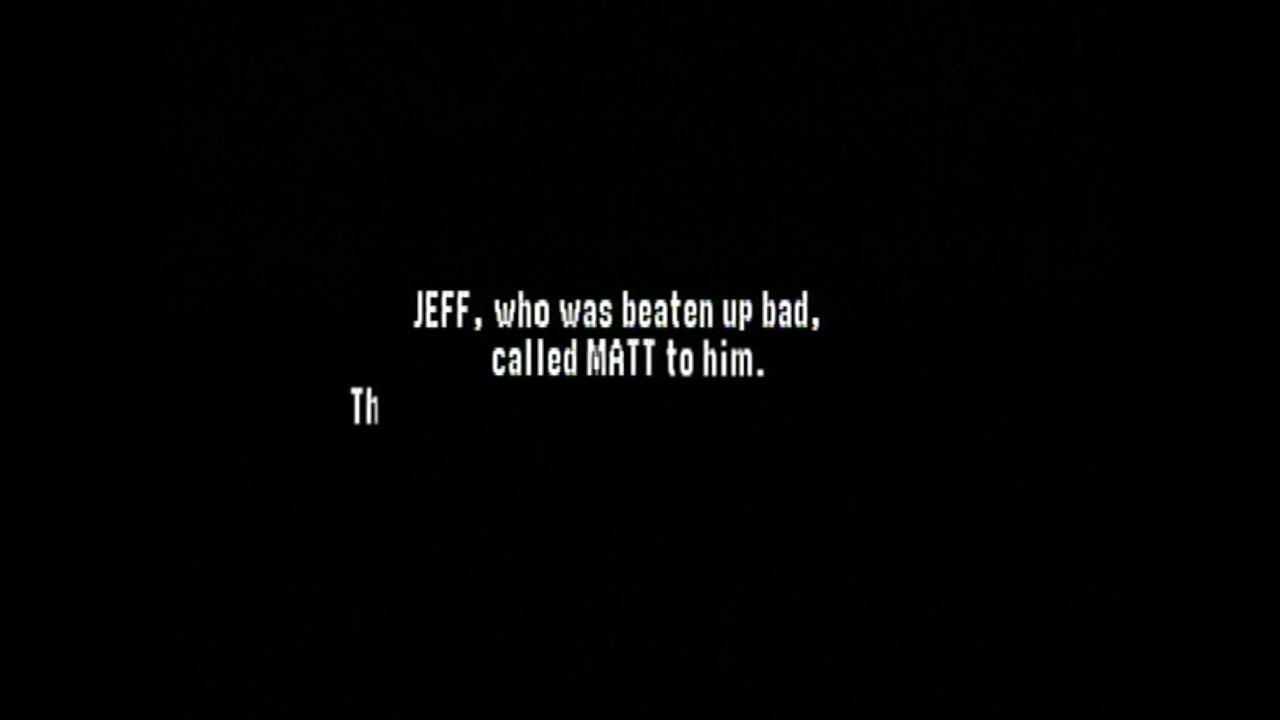 JEFF, who was beaten up bad,
called MATT to him.
Th